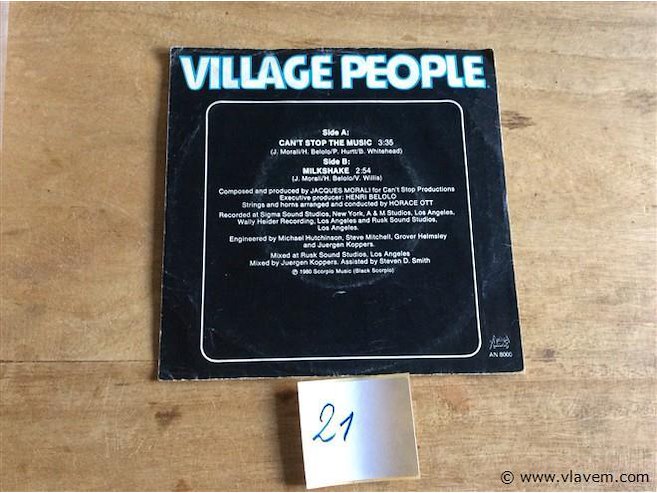 VILLAGE PEOPLE
Side A:
CAN'T STOP THE MUSIC 3:35
(J. Morali/H. Belolo/P. Hurtt/B. Whitehead)
Side B:
MILKSHAKE 2:54
(J. Morali/H. Belolo/V. Willis)
Composed and produced by JACQUES MORALI for Can't Stop Productions
Executive producer: HENRI BELOLO
Strings and horns arranged and conducted by HORACE OTT
Recorded at Sigma Sound Studios, New York, A & M Studios, Los Angeles,
Wally Heider Recording, Los Angeles and Rusk Sound Studios,
Los Angeles.
Engineered by Michael Hutchinson, Steve Mitchell, Grover Helmsley
and Juergen Koppers.
Mixed at Rusk Sound Studios, Los Angeles
Mixed by Juergen Koppers. Assisted by Steven D. Smith
℗ 1980 Scorpio Music (Black Scorpio)
AN 8000
21
© www.vlavem.com